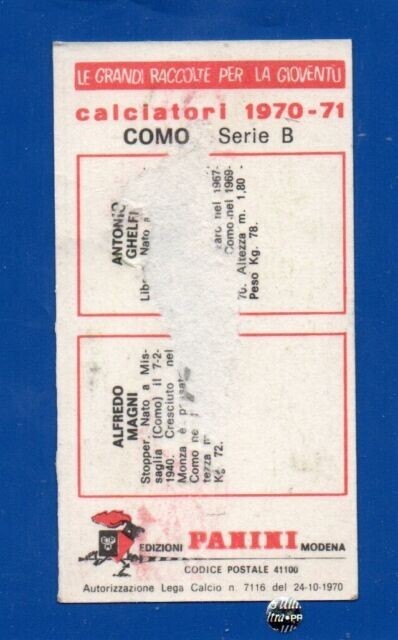 LE GRANDI RACCOLTE PER LA GIOVENTÙ
calciatori 1970-71
COMO Serie B
ANTONIO
GHELFI
Nato a
nel 1967-
Como nel 1969-
70. Altezza m. 1,80 -
Peso Kg. 78.
ALFREDO
MAGNI
Stopper. Nato a Mis-
saglia (Como) il 7-2-
1940. Cresciuto nel
Monza è
Como ne
tezza m
Kg 72.
EDIZIONI PANINI MODENA
CODICE POSTALE 41100
Autorizzazione Lega Calcio n. 7116 del 24-10-1970